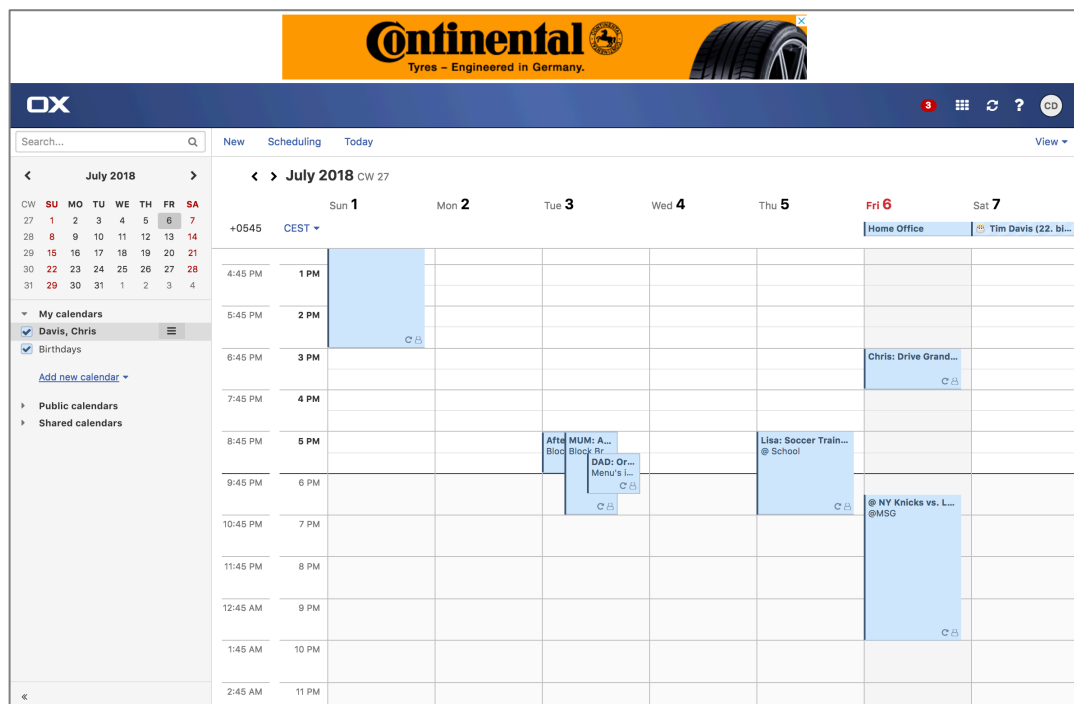 Continental
Tyres – Engineered in Germany.
OX
3
?
CD
Search...
New Scheduling Today View
July 2018
CW SU MO TU WE TH FR SA
27 1 2 3 4 5 6 7
28 8 9 10 11 12 13 14
29 15 16 17 18 19 20 21
30 22 23 24 25 26 27 28
31 29 30 31 1 2 3 4
My calendars
Davis, Chris
Birthdays
Add new calendar
Public calendars
Shared calendars
«
July 2018 CW 27
Sun 1 Mon 2 Tue 3 Wed 4 Thu 5 Fri 6 Sat 7
+0545 CEST Home Office Tim Davis (22. bi...
4:45 PM 1 PM
5:45 PM 2 PM
6:45 PM 3 PM Chris: Drive Grand...
7:45 PM 4 PM
8:45 PM 5 PM
Afte MUM: A... Lisa: Soccer Train...
Bloc Block Br @ School
DAD: Or...
Menu's i...
9:45 PM 6 PM
@ NY Knicks vs. L...
@MSG
10:45 PM 7 PM
11:45 PM 8 PM
12:45 AM 9 PM
1:45 AM 10 PM
2:45 AM 11 PM